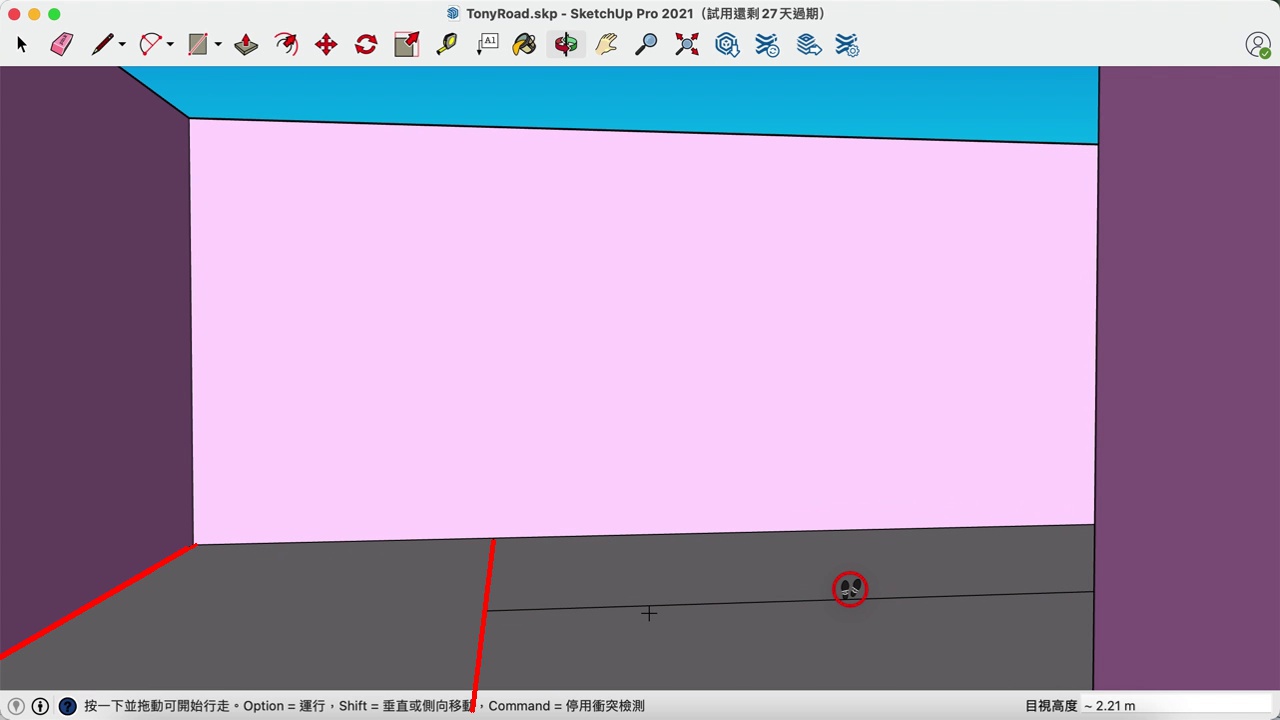 TonyRoad.skp - SketchUp Pro 2021（試用還剩 27 天過期）
A1
按一下並拖動可開始行走。Option = 運行，Shift = 垂直或側向移動，Command = 停用衝突檢測
目視高度 ~ 2.21 m